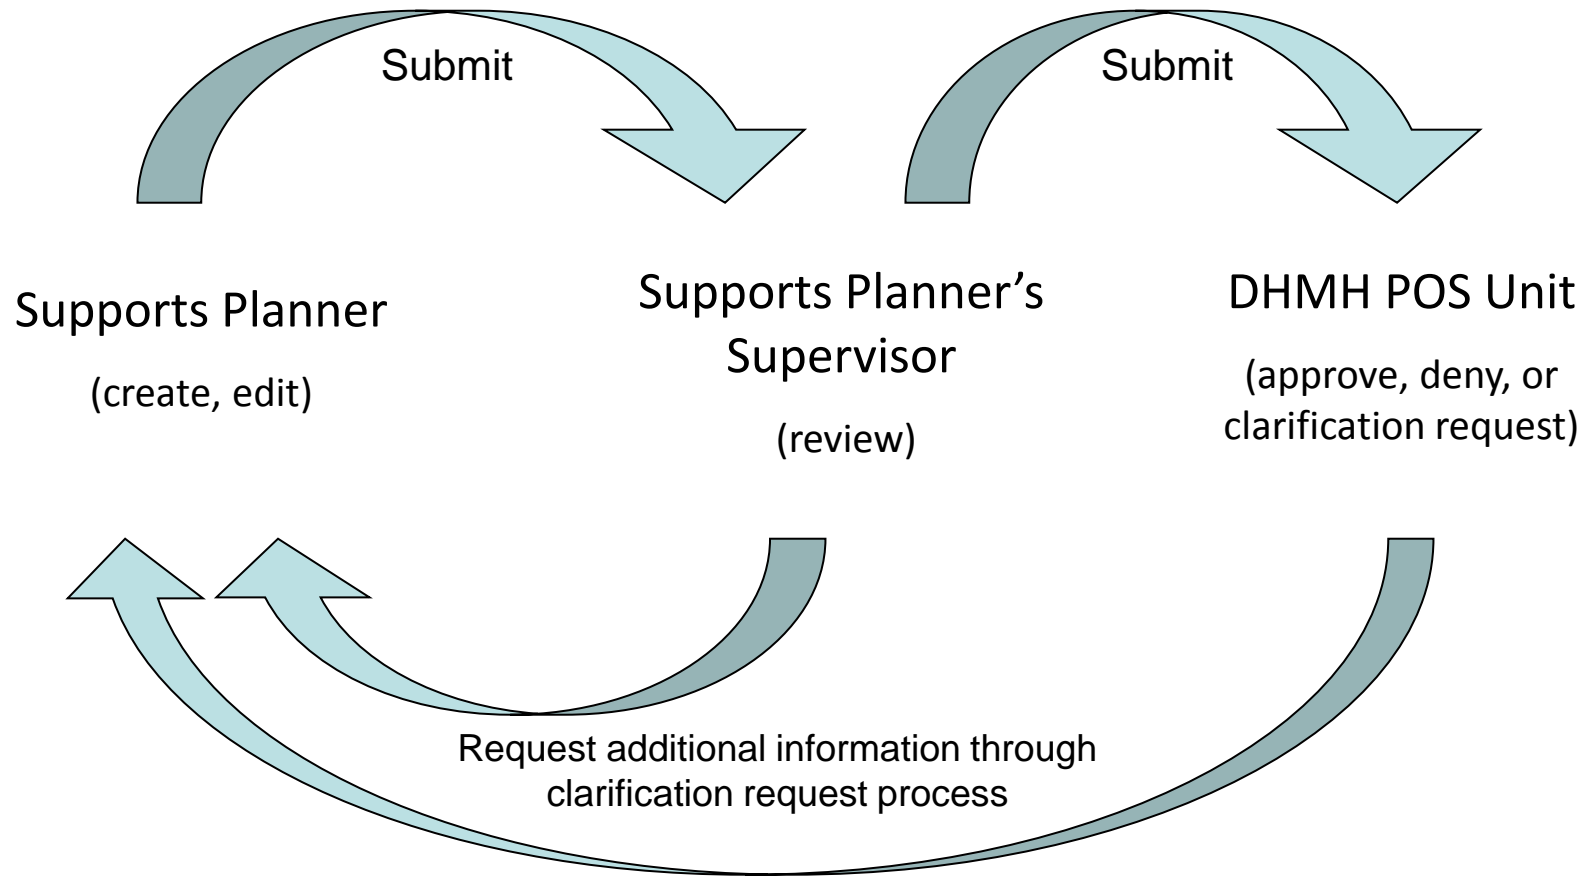 Submit
Submit
Supports Planner
(create, edit)
Supports Planner’s
Supervisor
(review)
DHMH POS Unit
(approve, deny, or
clarification request)
Request additional information through
clarification request process